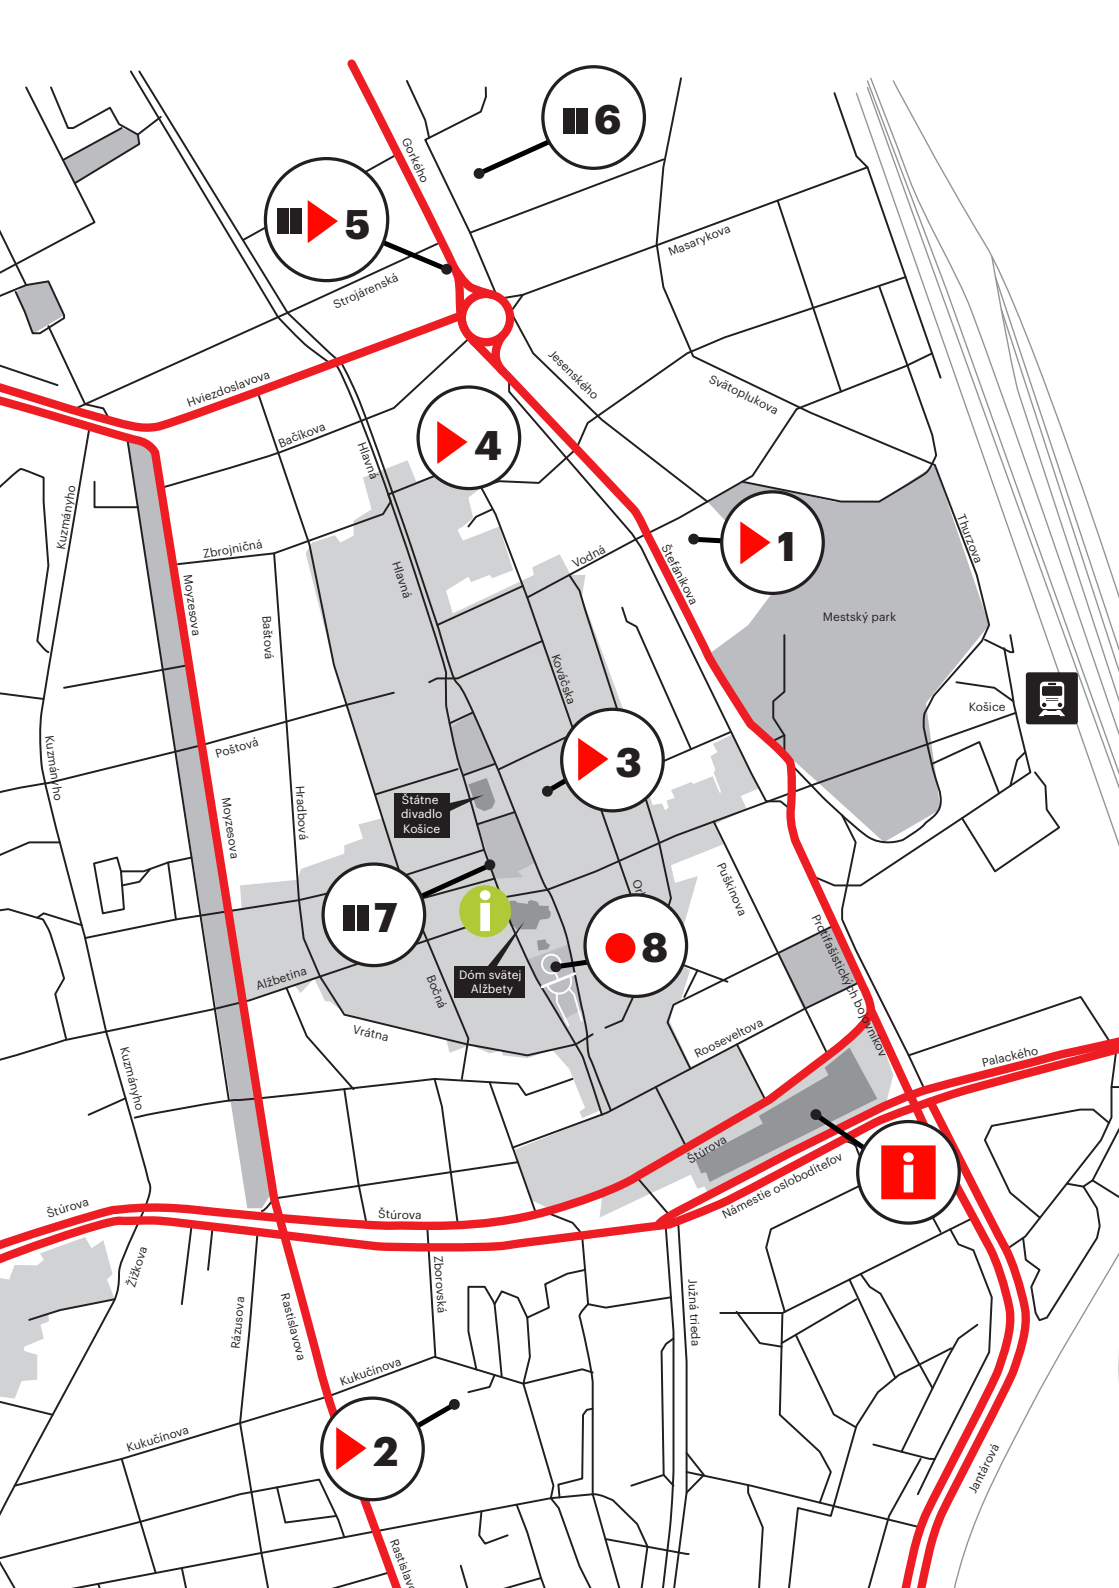 6
Gorkého
5
Masarykova
Strojárenská
Jesenského
Hviezdoslavova
Svätoplukova
Bačíkova
4
Hlavná
Kuzmányho
Zbrojničná
Vodná
1
Thurzova
Hlavná
Štefánikova
Moyzesova
Baštová
Mestský park
Kováčska
Košice
Poštová
3
Kuzmányho
Štátne
divadlo
Košice
Hradbová
Moyzesova
Puškinova
7
i
8
Protifašistických bojovníkov
Dóm svätej
Alžbety
Alžbetina
Bočná
Vrátna
Rooseveltova
Palackého
Kuzmányho
Štúrova
i
Námestie osloboditeľov
Štúrova
Štúrova
Žižkova
Zborovská
Rázusova
Rastislavova
Južná trieda
Kukučínova
Kukučínova
2
Jantárová